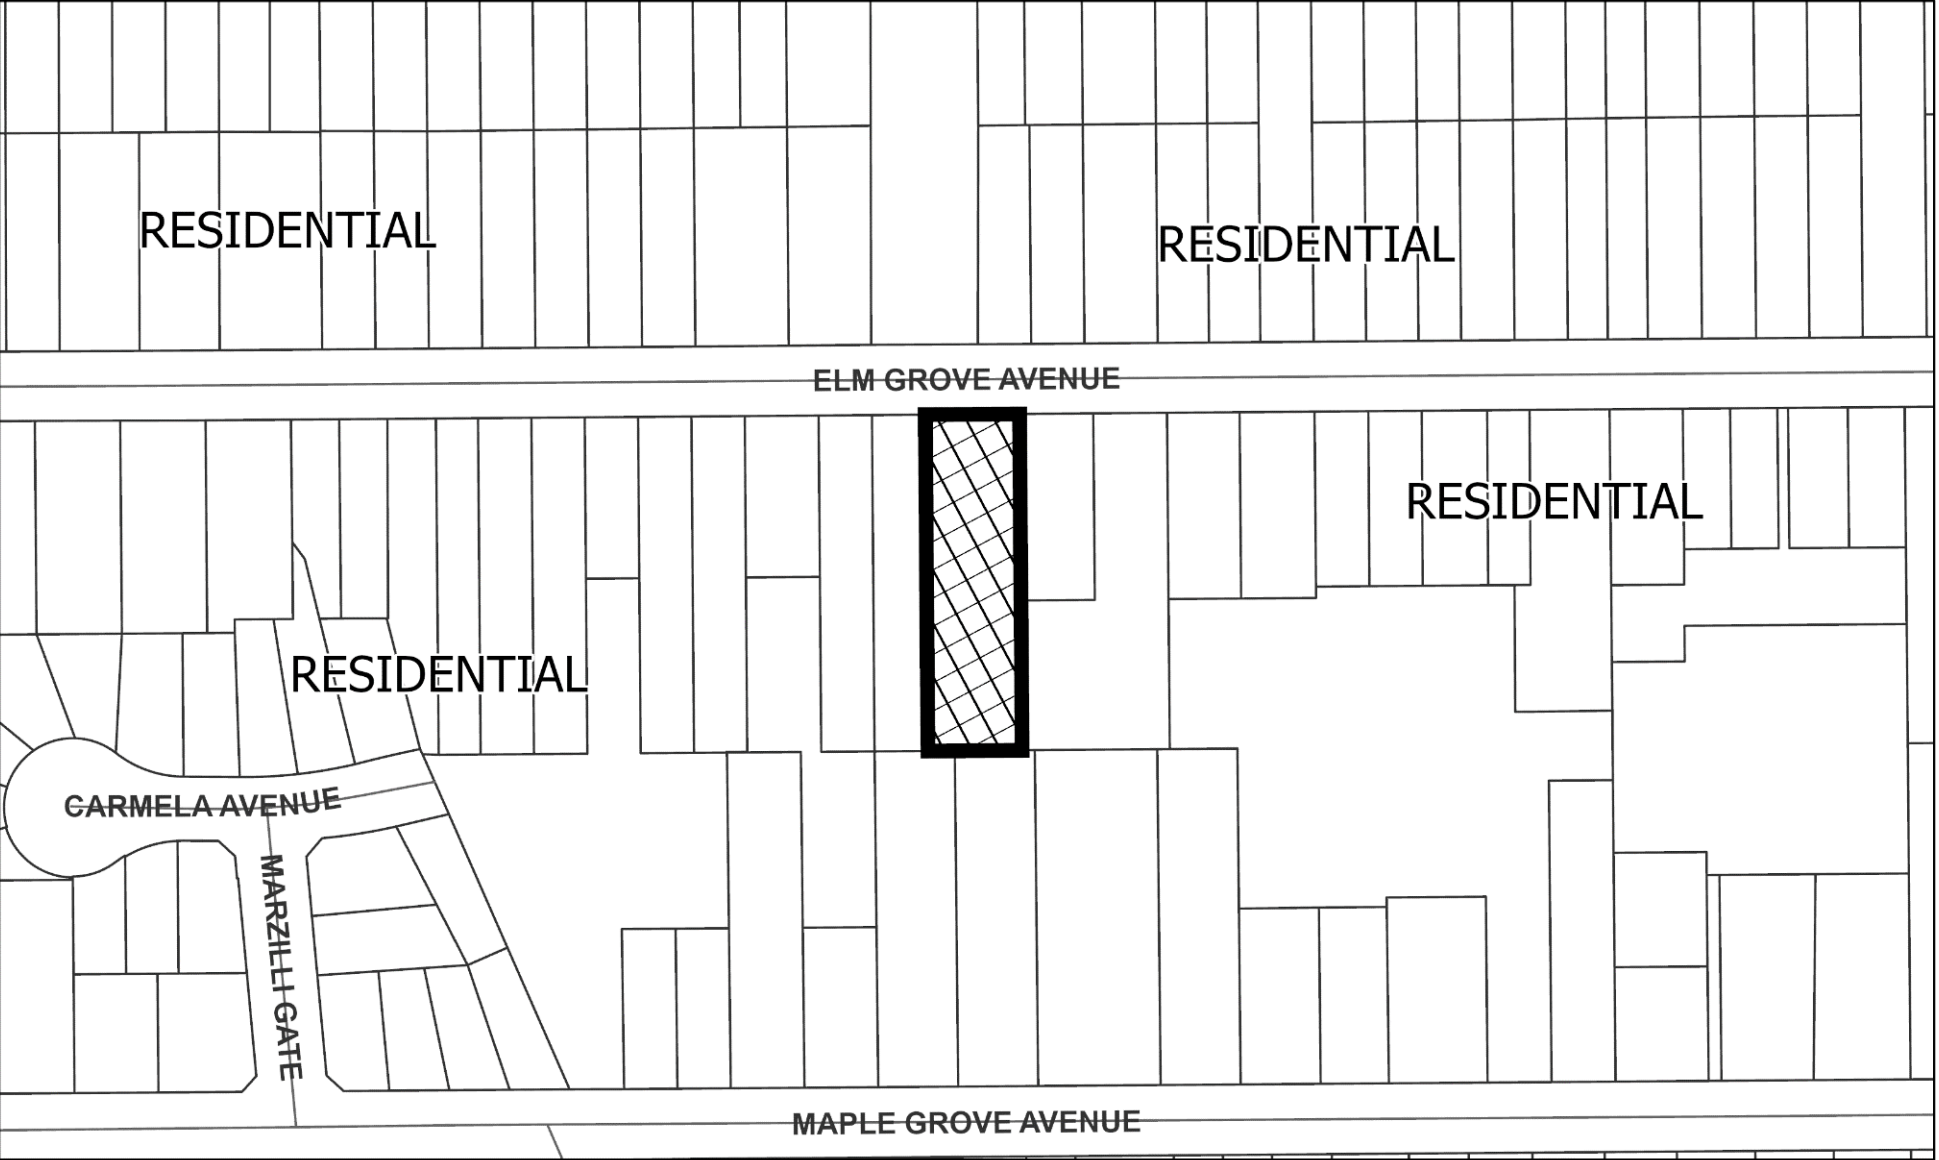 RESIDENTIAL
RESIDENTIAL
ELM GROVE AVENUE
RESIDENTIAL
RESIDENTIAL
CARMELA AVENUE
MARZILLI GATE
MAPLE GROVE AVENUE